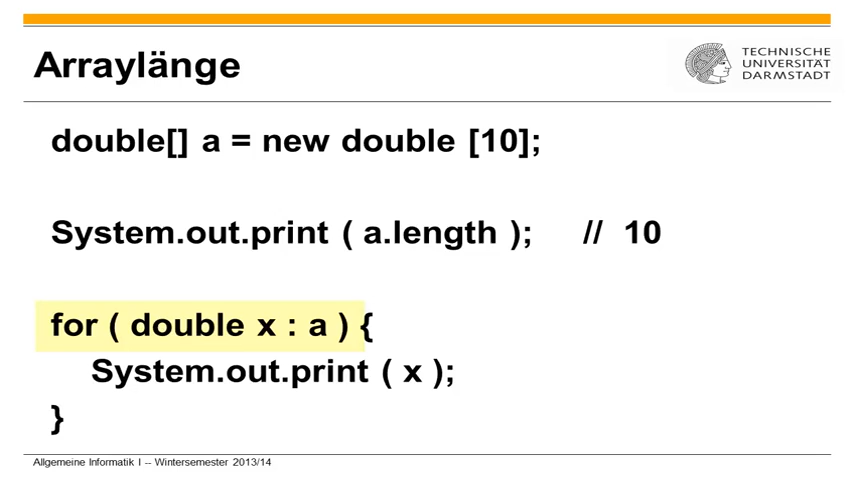 Arraylänge
TECHNISCHE
UNIVERSITÄT
DARMSTADT
double[] a = new double [10];
System.out.print ( a.length ); // 10
for ( double x : a ) {
System.out.print ( x );
}
Allgemeine Informatik I -- Wintersemester 2013/14